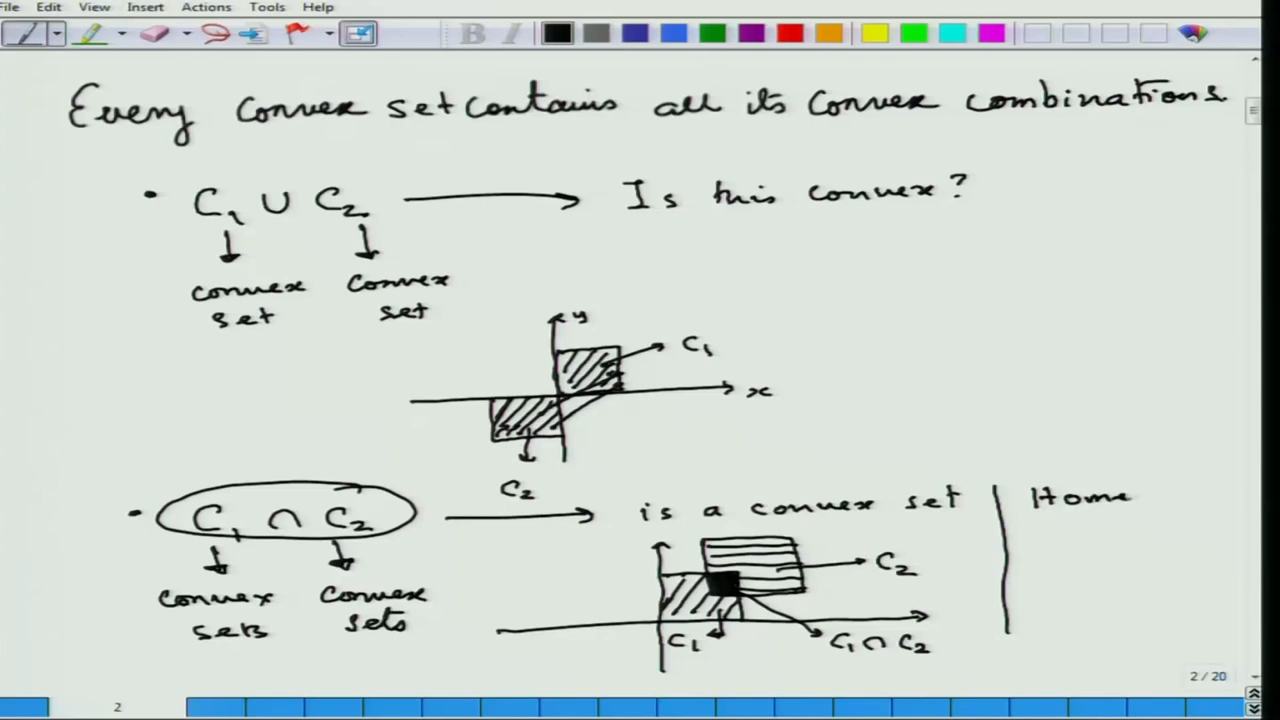 File Edit View Insert Actions Tools Help
B I
Every convex set contains all its convex combinations
• C₁ ∪ C₂ → Is this convex?
↓ ↓
convex convex
set set
y
C₁
x
C₂
• C₁ ∩ C₂ → is a convex set | Home
↓ ↓
convex convex
sets sets
C₂
C₁
C₁ ∩ C₂
2 / 20
2